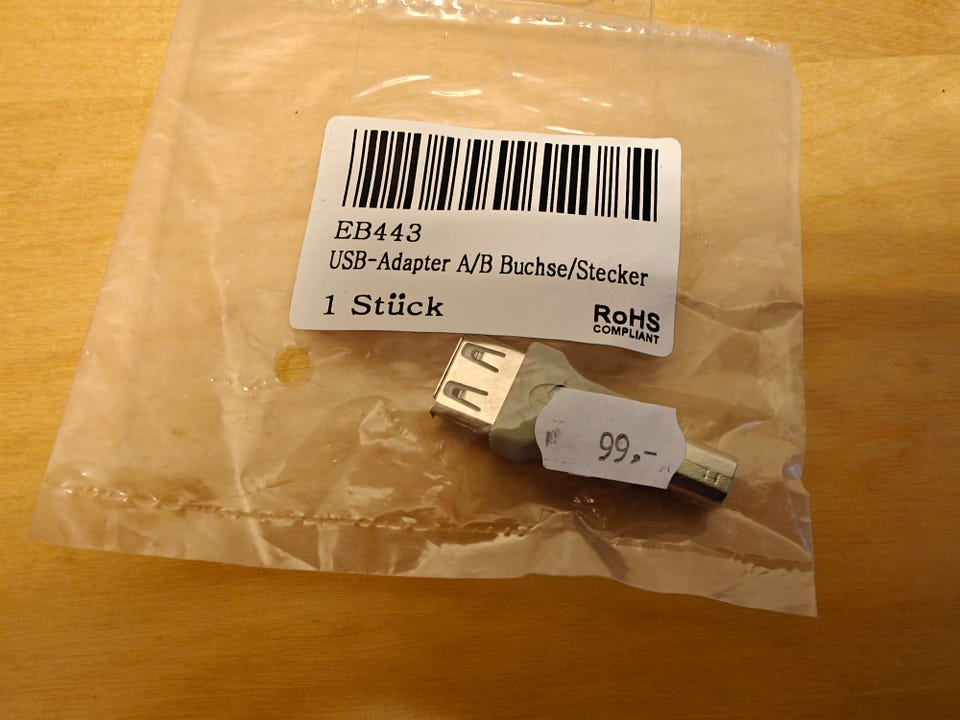 EB443
USB-Adapter A/B Buchse/Stecker
1 Stück
RoHS
COMPLIANT
99,-